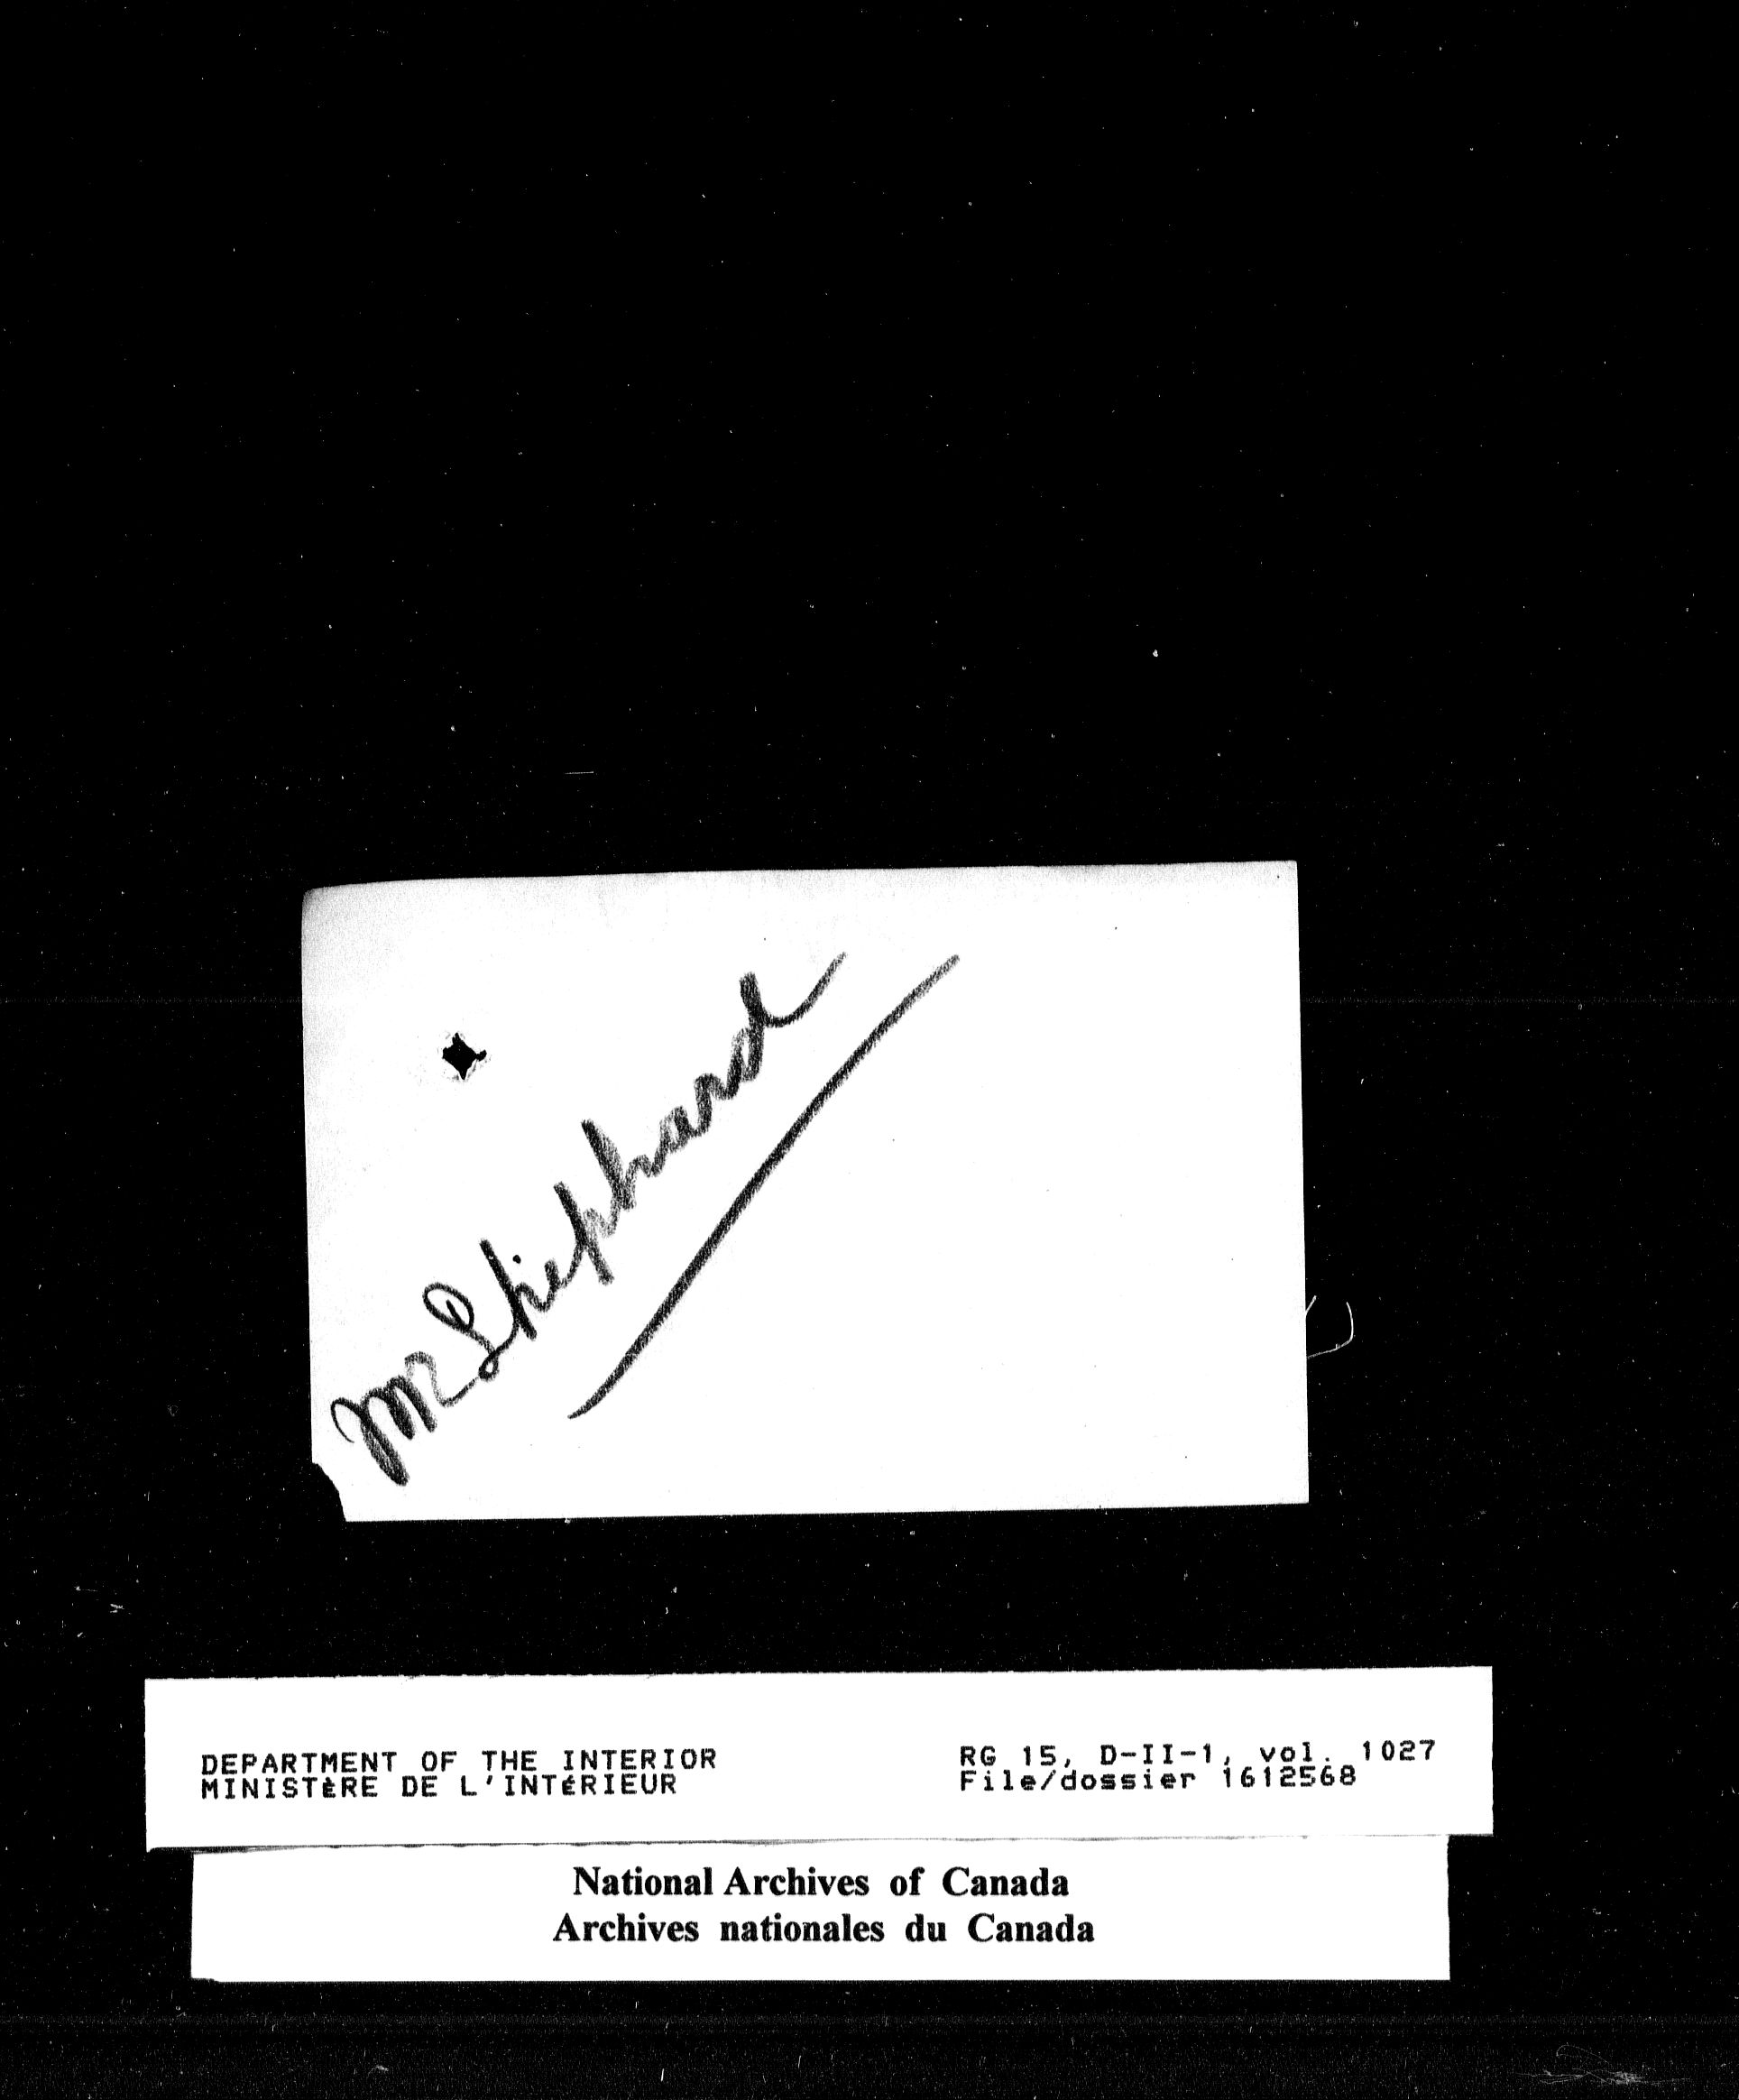 Mr Shephard
DEPARTMENT OF THE INTERIOR
MINISTÈRE DE L'INTÉRIEUR
RG 15, D-II-1, vol. 1027
File/dossier 1612568
National Archives of Canada
Archives nationales du Canada